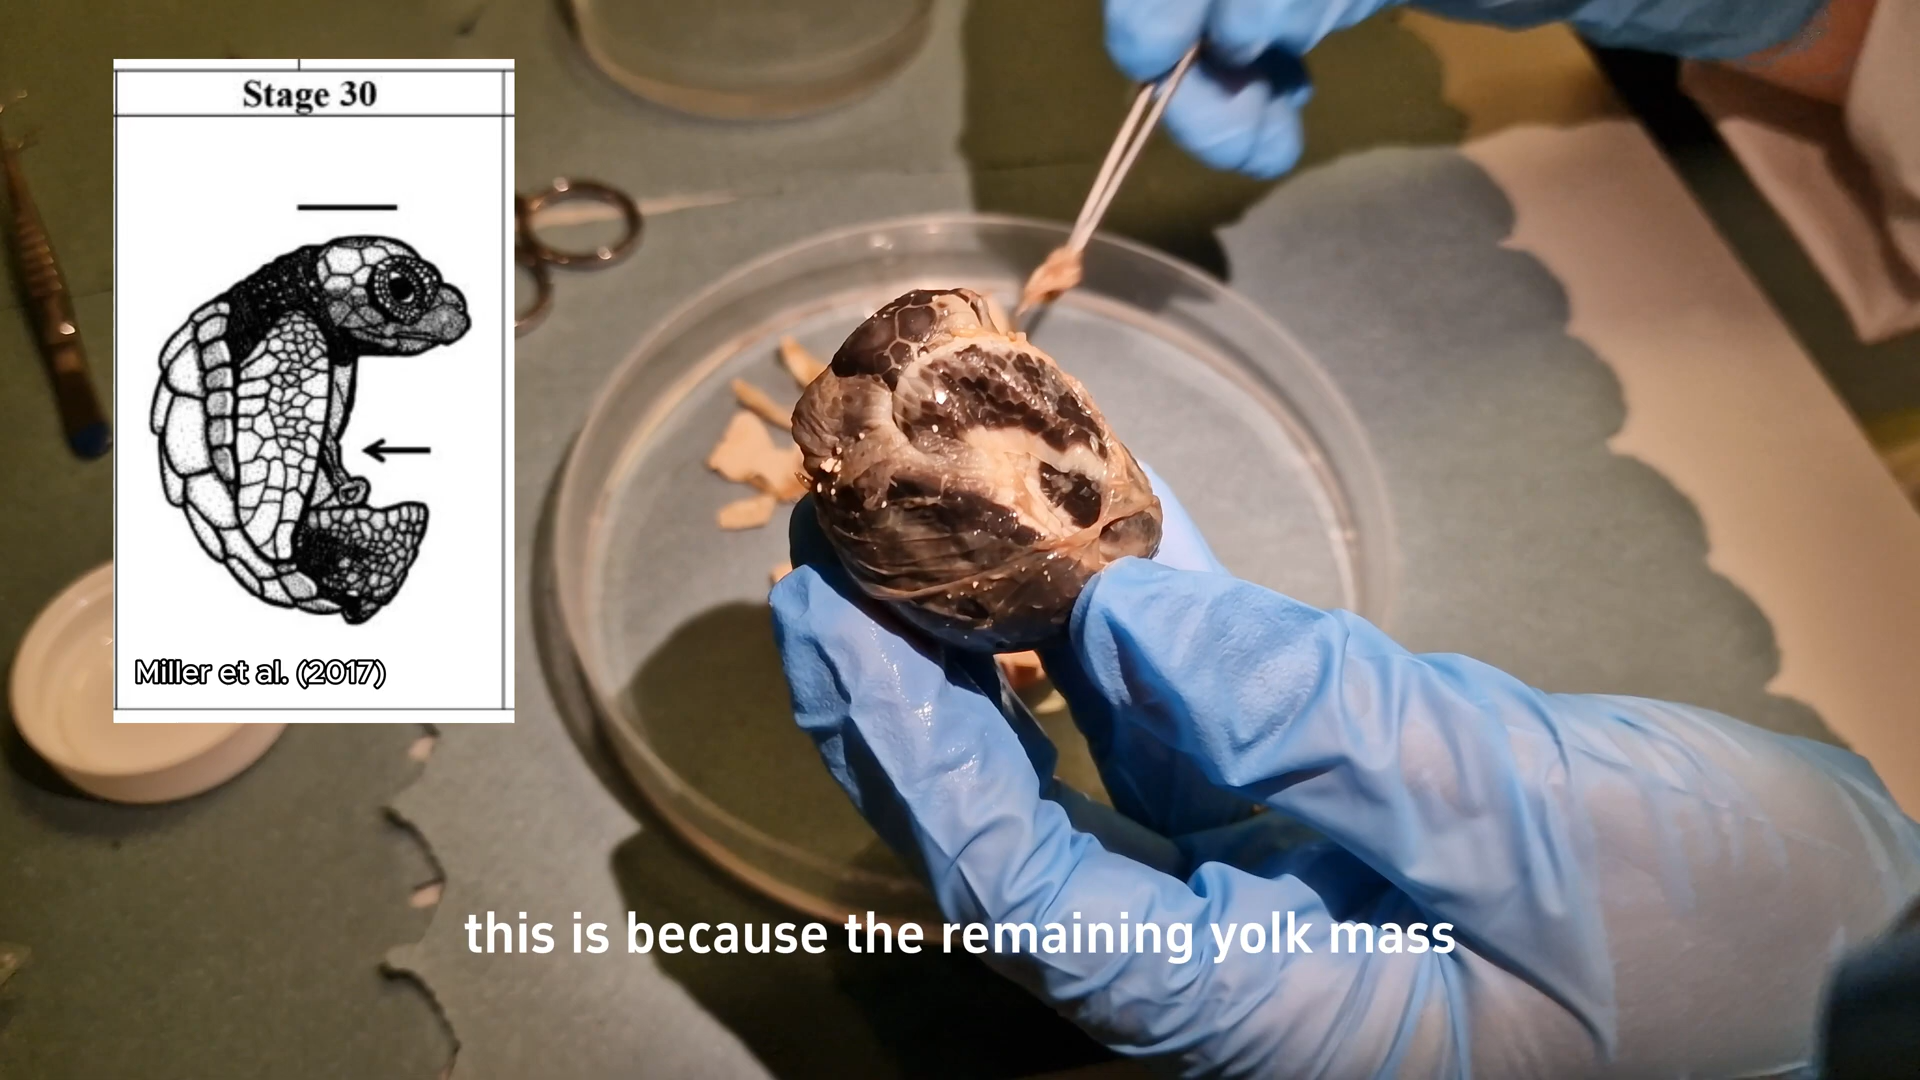 Stage 30
Miller et al. (2017)
this is because the remaining yolk mass